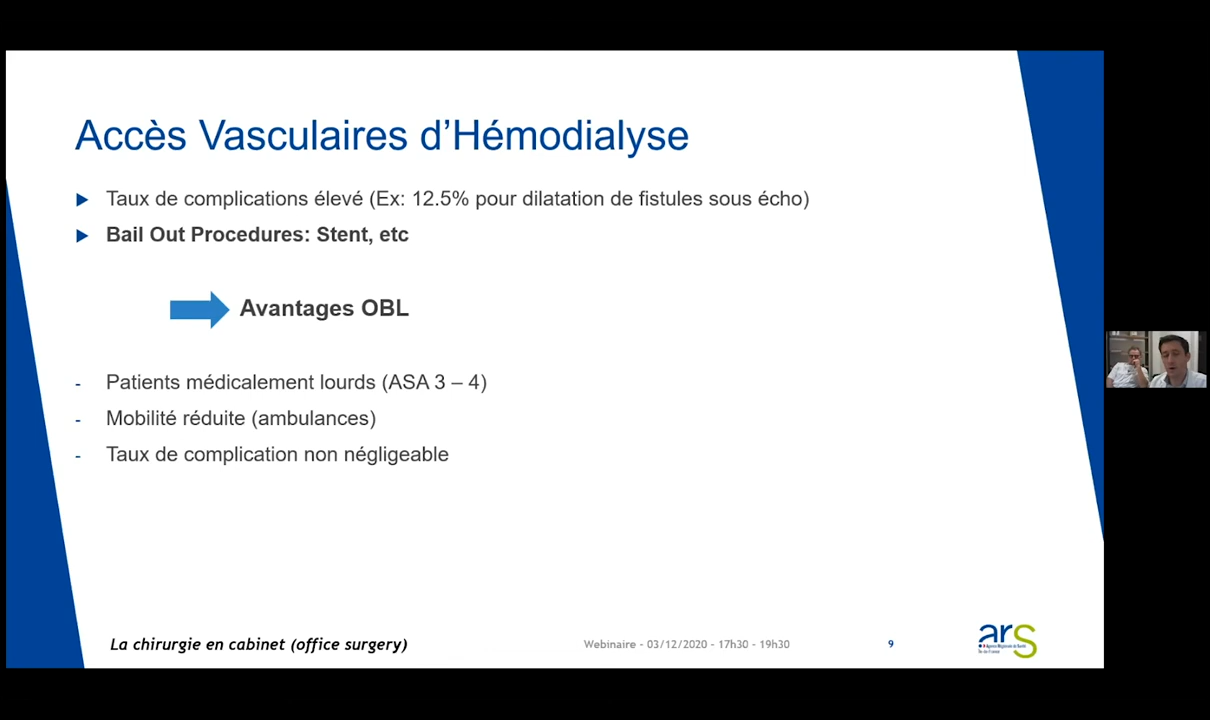 Accès Vasculaires d'Hémodialyse
Taux de complications élevé (Ex: 12.5% pour dilatation de fistules sous écho)
Bail Out Procedures: Stent, etc
Avantages OBL
- Patients médicalement lourds (ASA 3 – 4)
- Mobilité réduite (ambulances)
- Taux de complication non négligeable
La chirurgie en cabinet (office surgery)
Webinaire - 03/12/2020 - 17h30 - 19h30
9
ars
Agence Régionale de Santé
Île-de-France